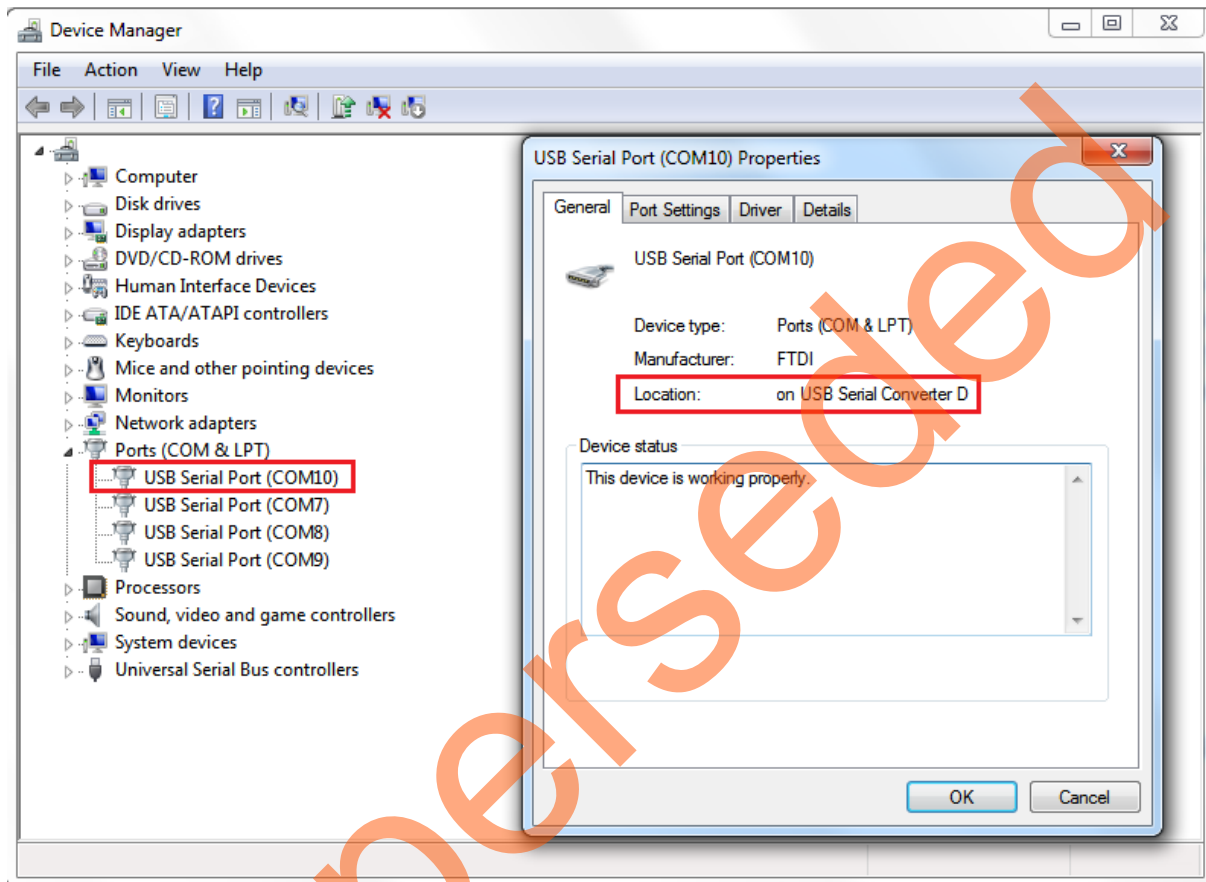 Device Manager
File Action View Help
Computer
Disk drives
Display adapters
DVD/CD-ROM drives
Human Interface Devices
IDE ATA/ATAPI controllers
Keyboards
Mice and other pointing devices
Monitors
Network adapters
Ports (COM & LPT)
USB Serial Port (COM10)
USB Serial Port (COM7)
USB Serial Port (COM8)
USB Serial Port (COM9)
Processors
Sound, video and game controllers
System devices
Universal Serial Bus controllers
USB Serial Port (COM10) Properties
General Port Settings Driver Details
USB Serial Port (COM10)
Device type: Ports (COM & LPT)
Manufacturer: FTDI
Location: on USB Serial Converter D
Device status
This device is working properly.
OK Cancel
perseded